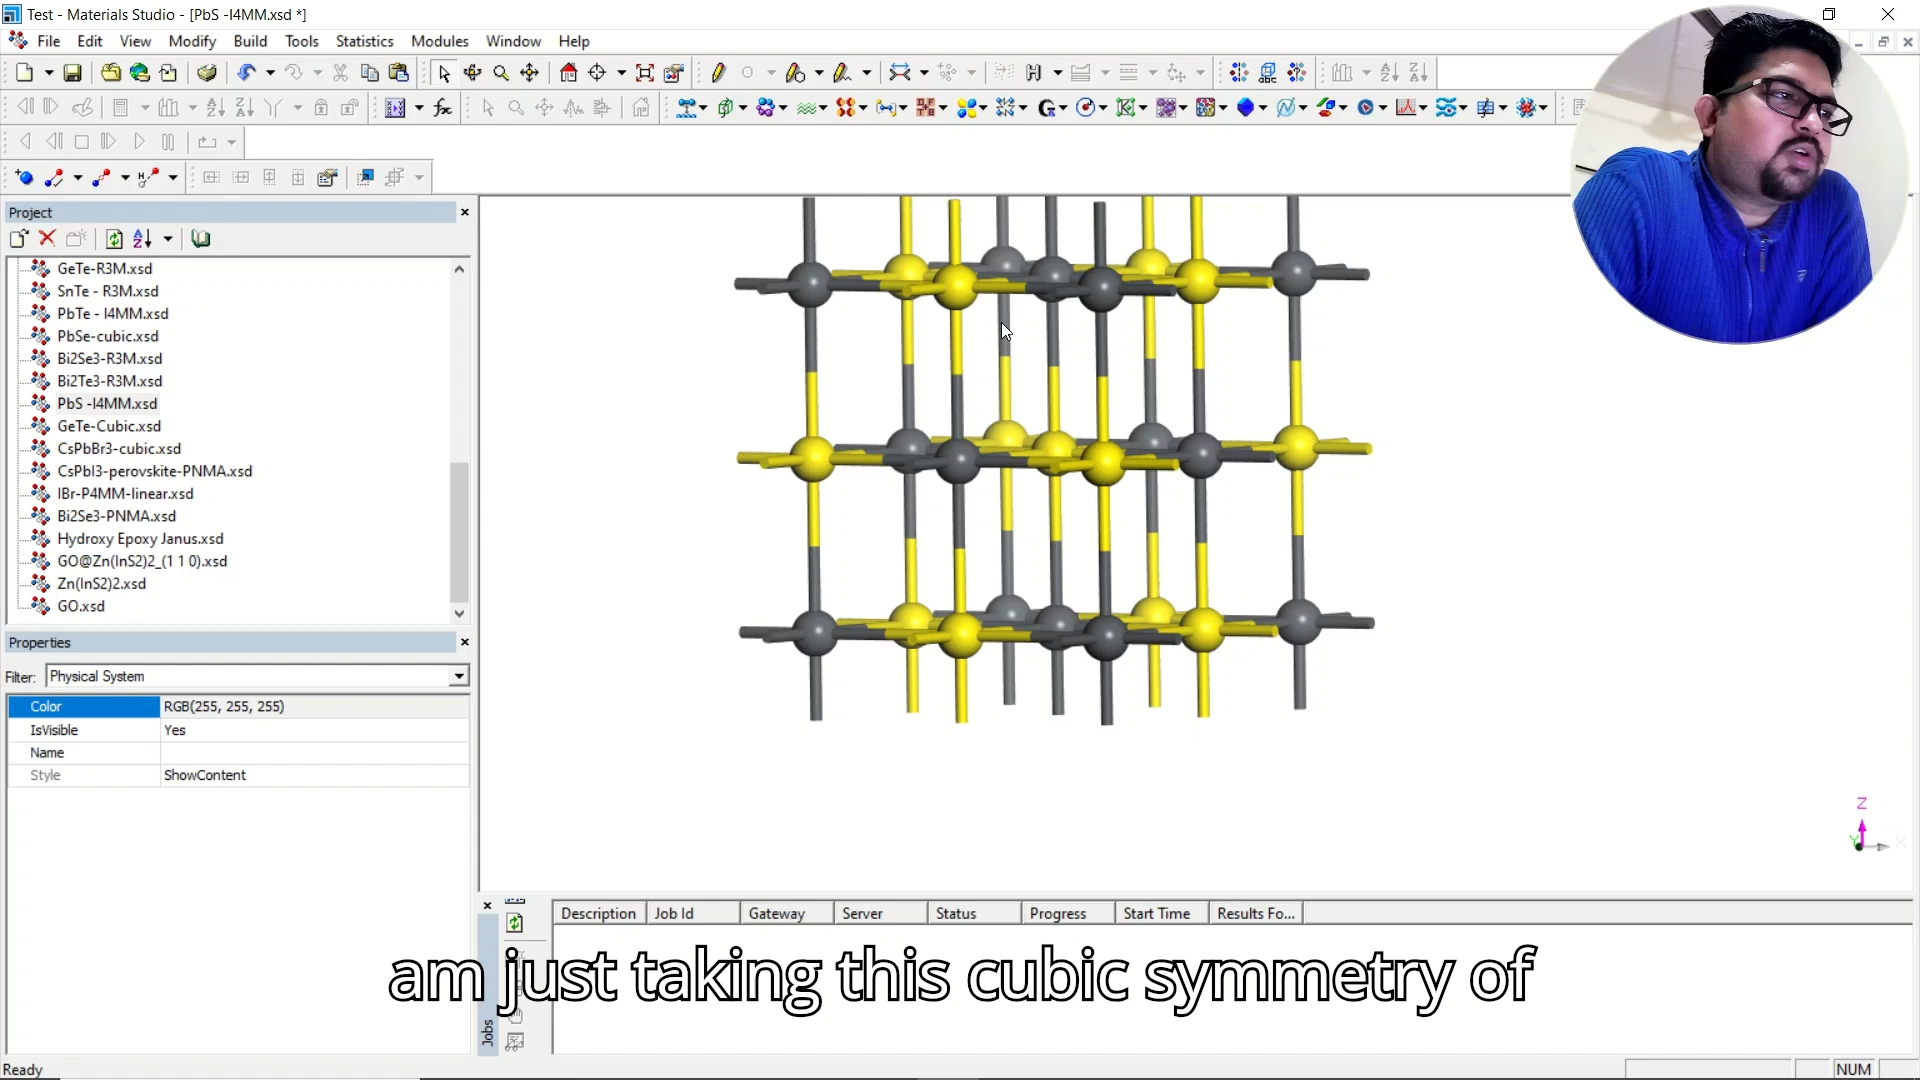 Test - Materials Studio - [PbS -I4MM.xsd *]
File Edit View Modify Build Tools Statistics Modules Window Help
Project
GeTe-R3M.xsd
SnTe - R3M.xsd
PbTe - I4MM.xsd
PbSe-cubic.xsd
Bi2Se3-R3M.xsd
Bi2Te3-R3M.xsd
PbS -I4MM.xsd
GeTe-Cubic.xsd
CsPbBr3-cubic.xsd
CsPbI3-perovskite-PNMA.xsd
IBr-P4MM-linear.xsd
Bi2Se3-PNMA.xsd
Hydroxy Epoxy Janus.xsd
GO@Zn(InS2)2_(1 1 0).xsd
Zn(InS2)2.xsd
GO.xsd
Properties
Filter: Physical System
Color RGB(255, 255, 255)
IsVisible Yes
Name
Style ShowContent
Z
Y X
Description Job Id Gateway Server Status Progress Start Time Results Fo...
am just taking this cubic symmetry of
Jobs
Ready NUM